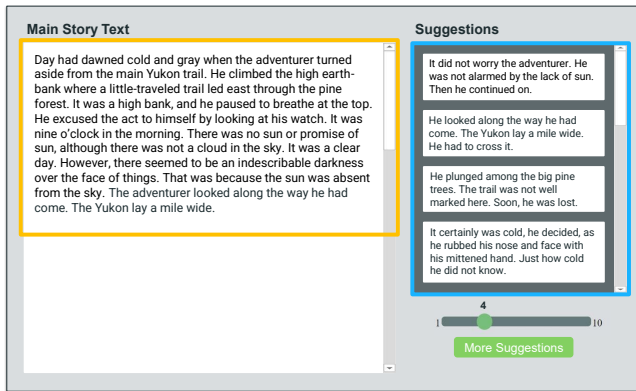 Main Story Text
Day had dawned cold and gray when the adventurer turned
aside from the main Yukon trail. He climbed the high earth-
bank where a little-traveled trail led east through the pine
forest. It was a high bank, and he paused to breathe at the top.
He excused the act to himself by looking at his watch. It was
nine o'clock in the morning. There was no sun or promise of
sun, although there was not a cloud in the sky. It was a clear
day. However, there seemed to be an indescribable darkness
over the face of things. That was because the sun was absent
from the sky. The adventurer looked along the way he had
come. The Yukon lay a mile wide.
Suggestions
It did not worry the adventurer. He
was not alarmed by the lack of sun.
Then he continued on.
He looked along the way he had
come. The Yukon lay a mile wide.
He had to cross it.
He plunged among the big pine
trees. The trail was not well
marked here. Soon, he was lost.
It certainly was cold, he decided, as
he rubbed his nose and face with
his mittened hand. Just how cold
he did not know.
4
1 10
More Suggestions